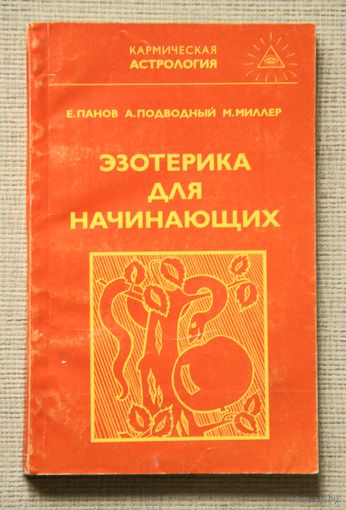 КАРМИЧЕСКАЯ
АСТРОЛОГИЯ
Е.ПАНОВ А.ПОДВОДНЫЙ М.МИЛЛЕР
ЭЗОТЕРИКА
ДЛЯ
НАЧИНАЮЩИХ